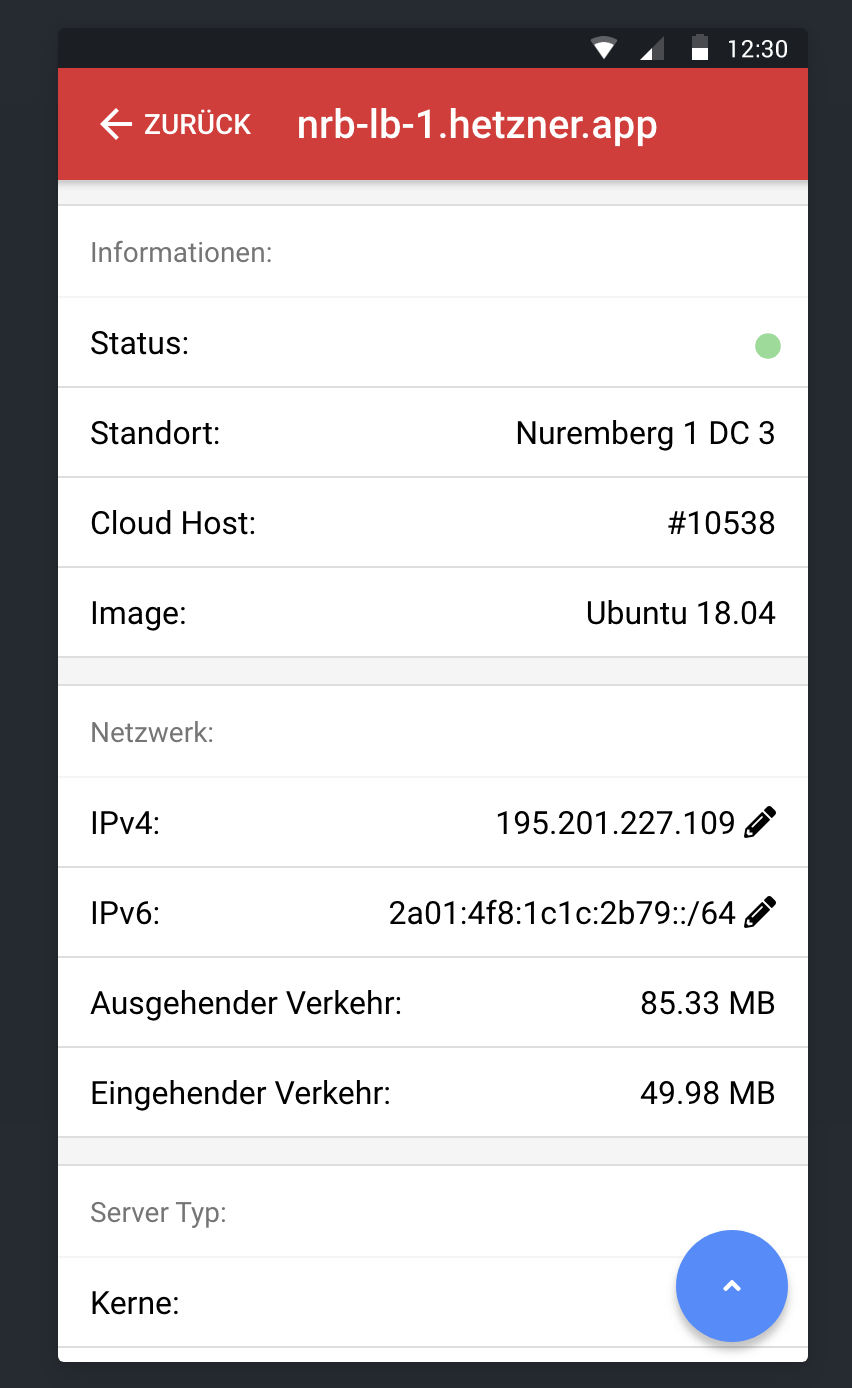 12:30
ZURÜCK nrb-lb-1.hetzner.app
Informationen:
Status:
Standort: Nuremberg 1 DC 3
Cloud Host: #10538
Image: Ubuntu 18.04
Netzwerk:
IPv4: 195.201.227.109
IPv6: 2a01:4f8:1c1c:2b79::/64
Ausgehender Verkehr: 85.33 MB
Eingehender Verkehr: 49.98 MB
Server Typ:
Kerne: